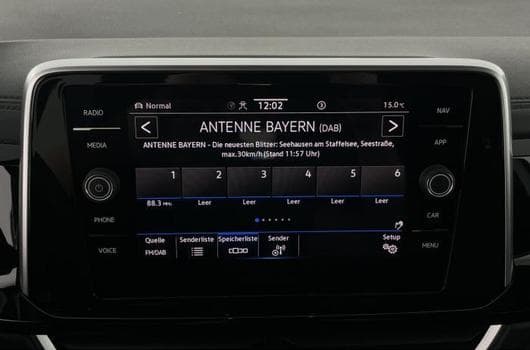 RADIO
MEDIA
PHONE
VOICE
Normal
12:02
15.0°C
< ANTENNE BAYERN (DAB) >
ANTENNE BAYERN - Die neuesten Blitzer: Seehausen am Staffelsee, Seestraße,
max.30km/h (Stand 11:57 Uhr)
1 2 3 4 5 6
88.3 MHz Leer Leer Leer Leer Leer
Quelle Senderliste Speicherliste Sender Setup
FM/DAB
NAV
APP
CAR
MENU